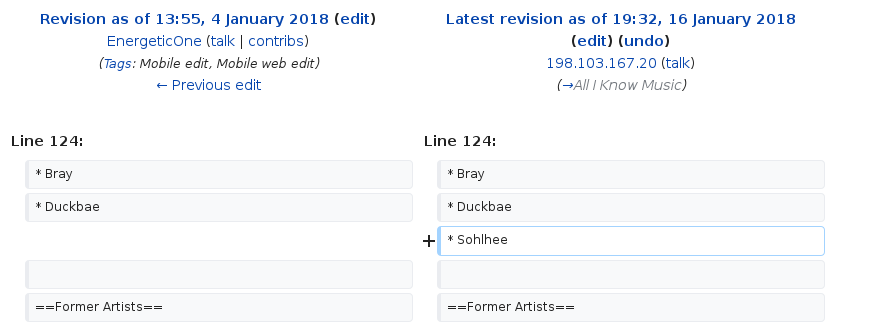 Revision as of 13:55, 4 January 2018 (edit)
EnergeticOne (talk | contribs)
(Tags: Mobile edit, Mobile web edit)
← Previous edit
Latest revision as of 19:32, 16 January 2018
(edit) (undo)
198.103.167.20 (talk)
(→All I Know Music)
Line 124:
Line 124:
* Bray
* Bray
* Duckbae
* Duckbae
+ * Sohlhee
==Former Artists==
==Former Artists==